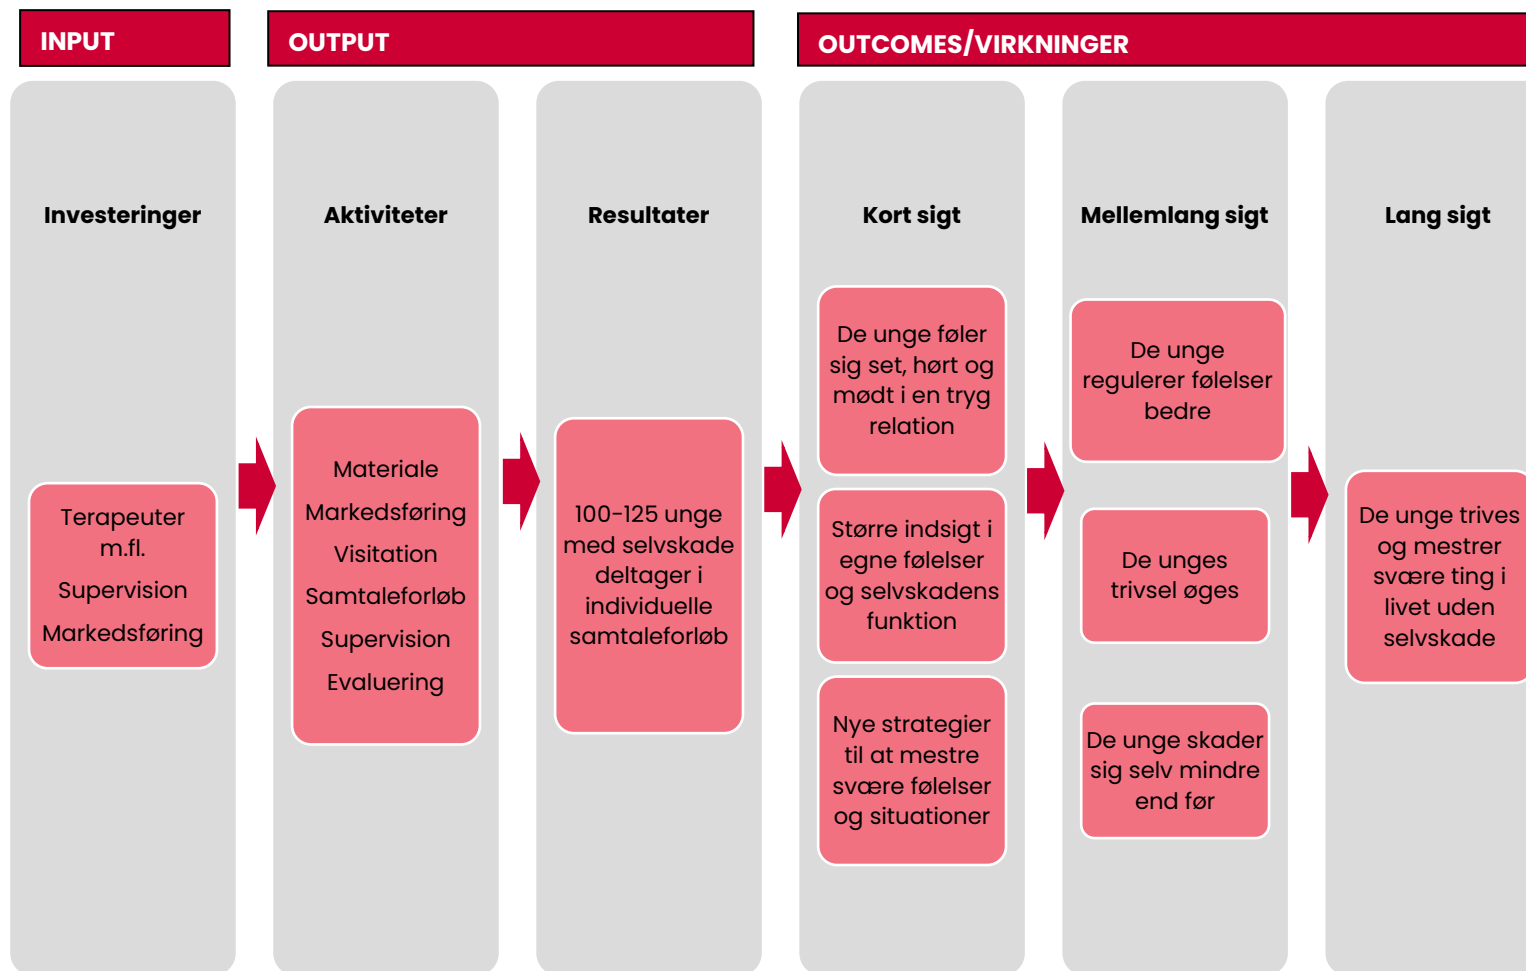 INPUT
OUTPUT
OUTCOMES/VIRKNINGER
Investeringer
Aktiviteter
Resultater
Kort sigt
Mellemlang sigt
Lang sigt
Terapeuter
m.fl.
Supervision
Markedsføring
Materiale
Markedsføring
Visitation
Samtaleforløb
Supervision
Evaluering
100-125 unge
med selvskade
deltager i
individuelle
samtaleforløb
De unge føler
sig set, hørt og
mødt i en tryg
relation
Større indsigt i
egne følelser
og selvskadens
funktion
Nye strategier
til at mestre
svære følelser
og situationer
De unge
regulerer følelser
bedre
De unges
trivsel øges
De unge skader
sig selv mindre
end før
De unge trives
og mestrer
svære ting i
livet uden
selvskade